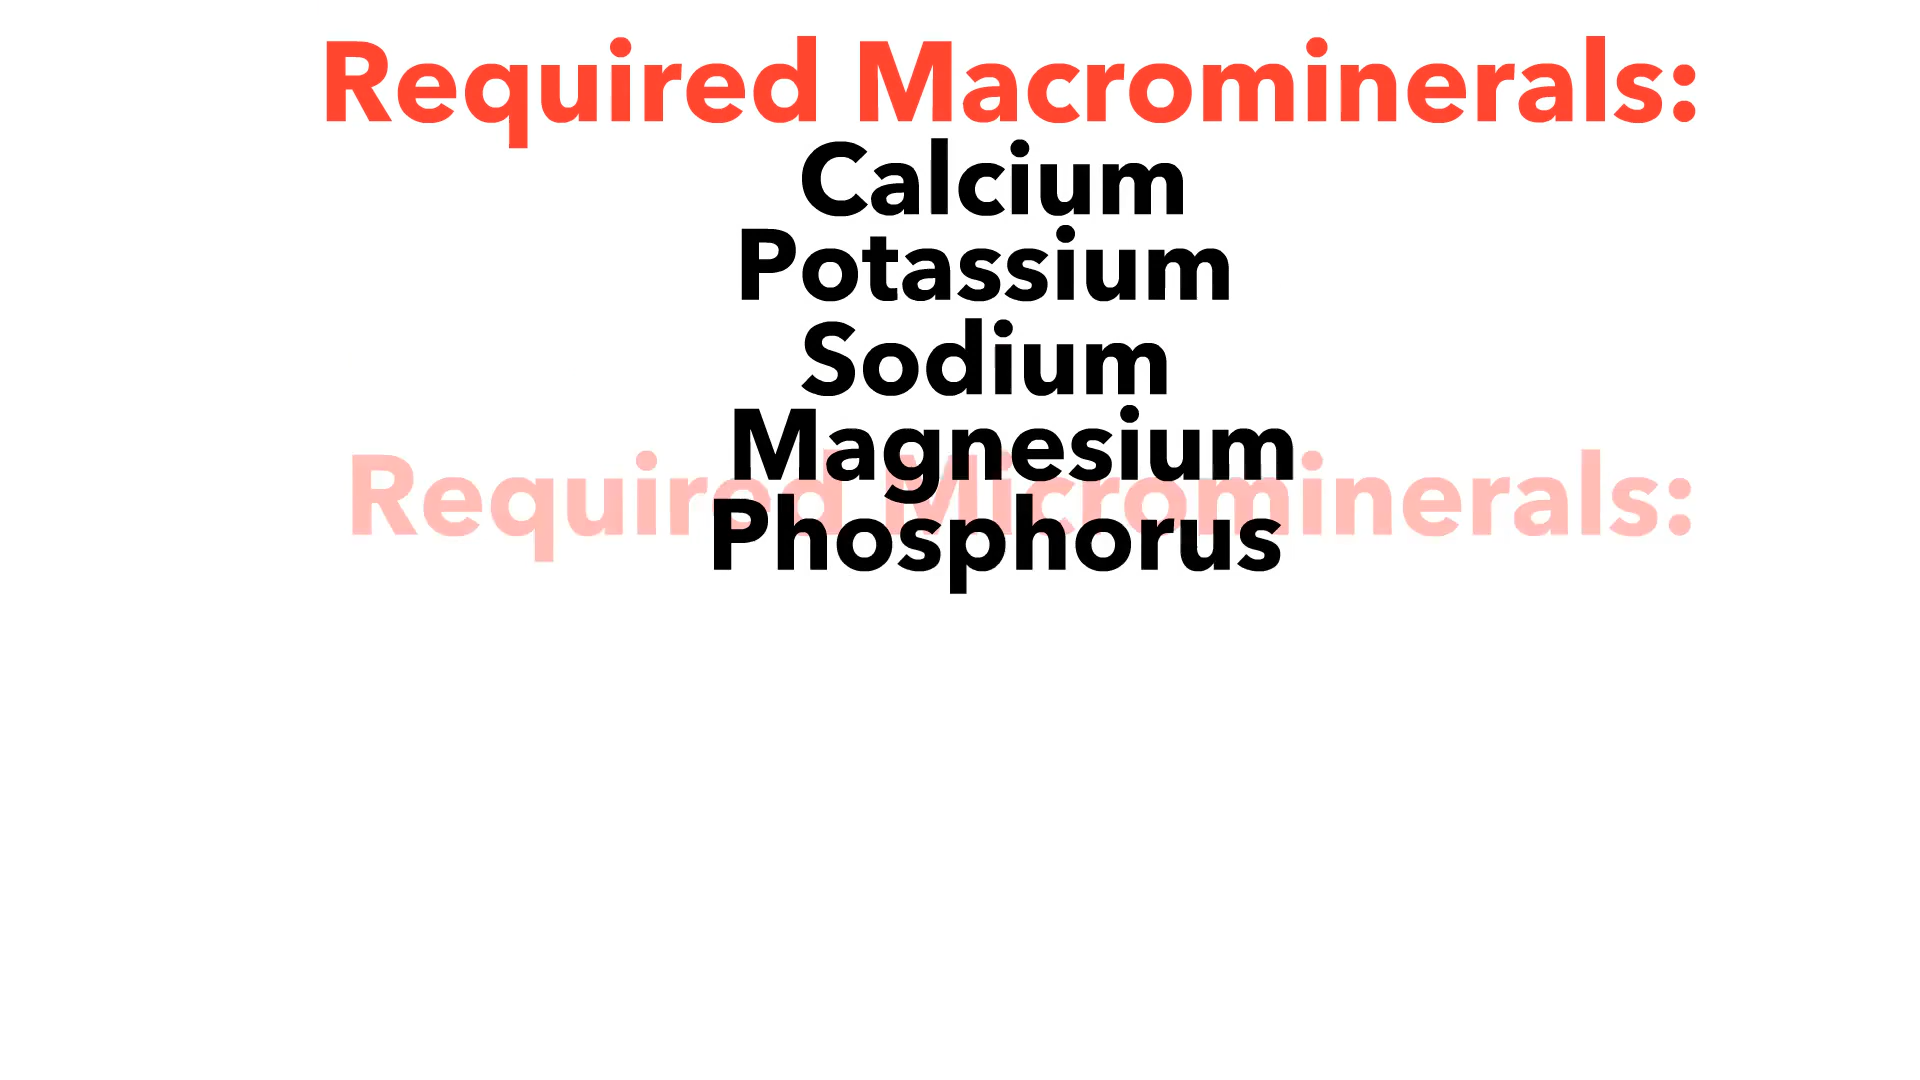 Required Macrominerals:
Calcium
Potassium
Sodium
Magnesium
Required Microminerals:
Phosphorus